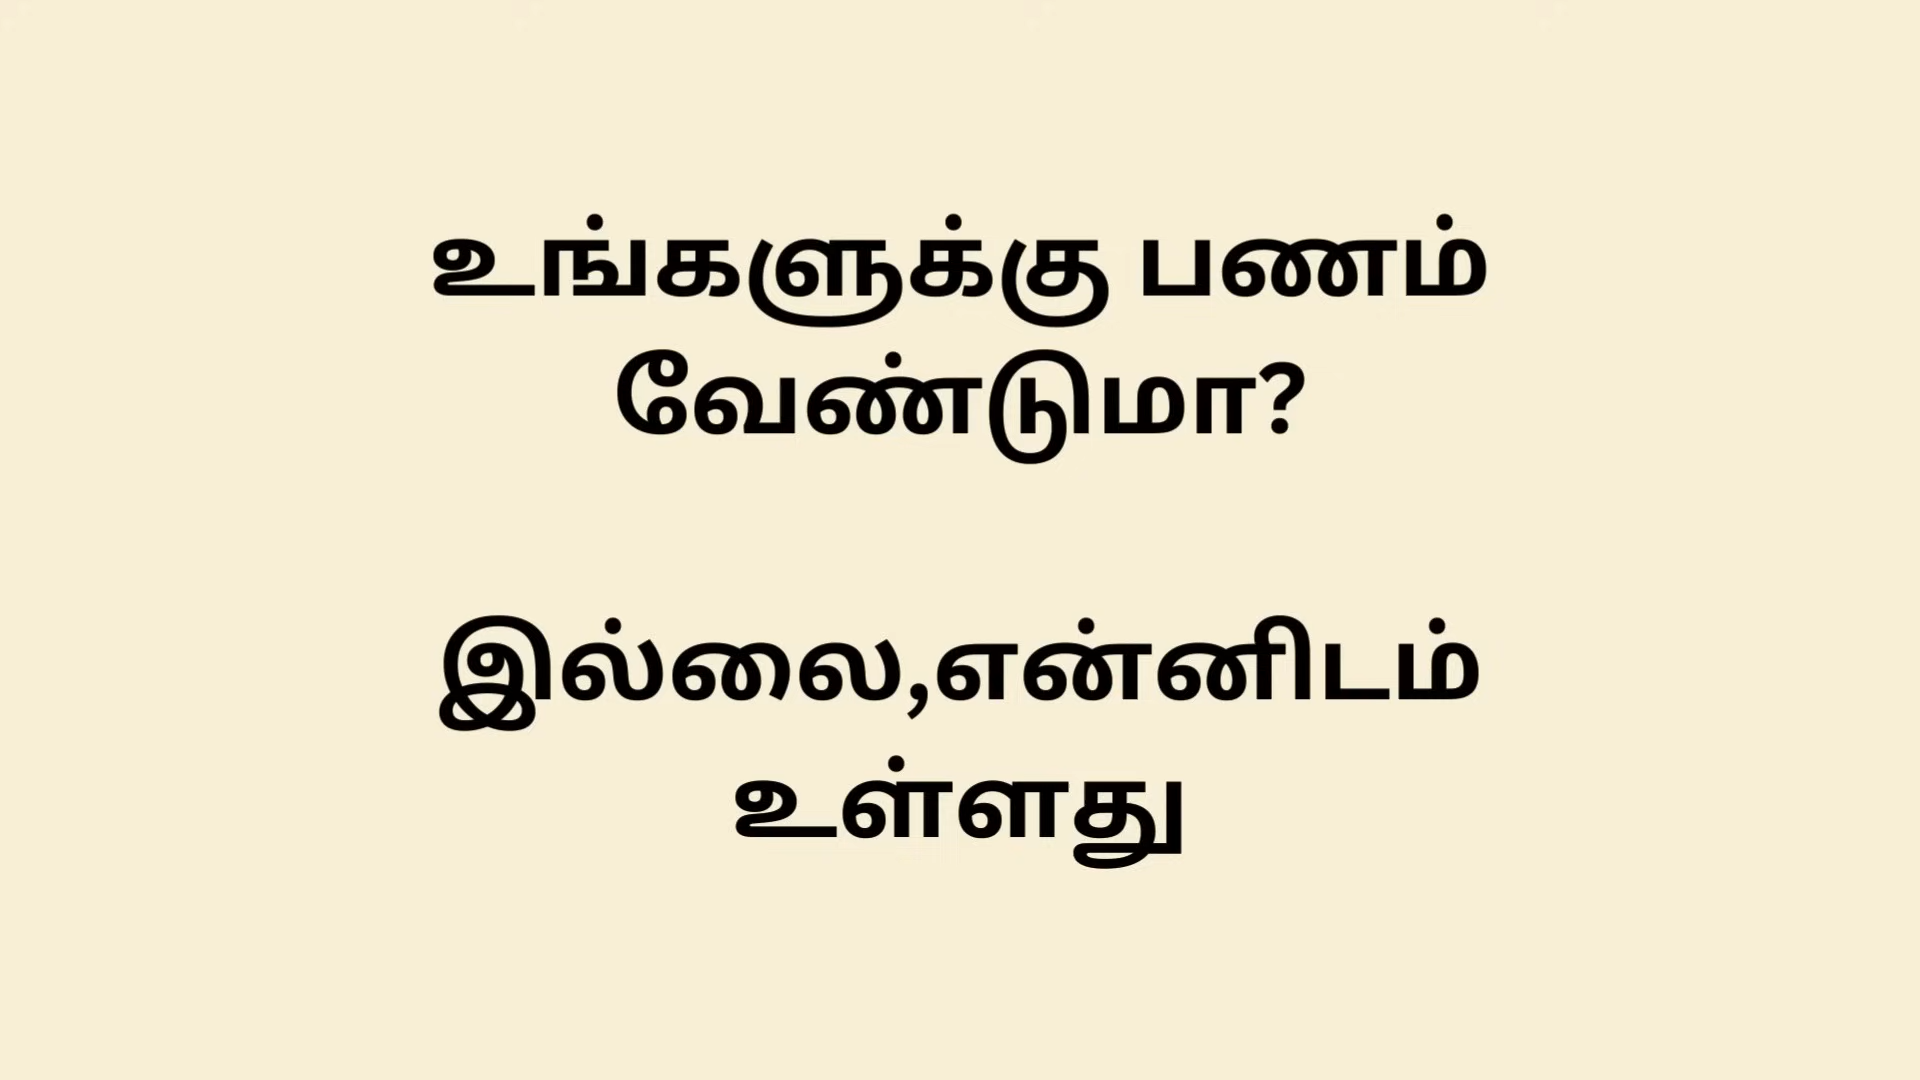 உங்களுக்கு பணம்
வேண்டுமா?
இல்லை,என்னிடம்
உள்ளது